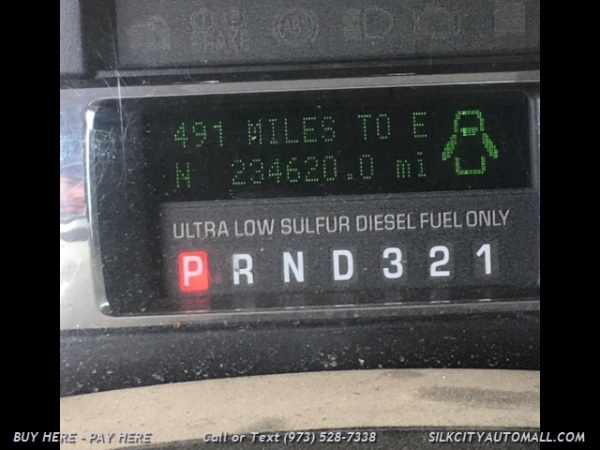 491 MILES TO E
N 234620.0 mi
ULTRA LOW SULFUR DIESEL FUEL ONLY
P R N D 3 2 1
BUY HERE - PAY HERE Call or Text (973) 528-7338 SILKCITYAUTOMALL.COM